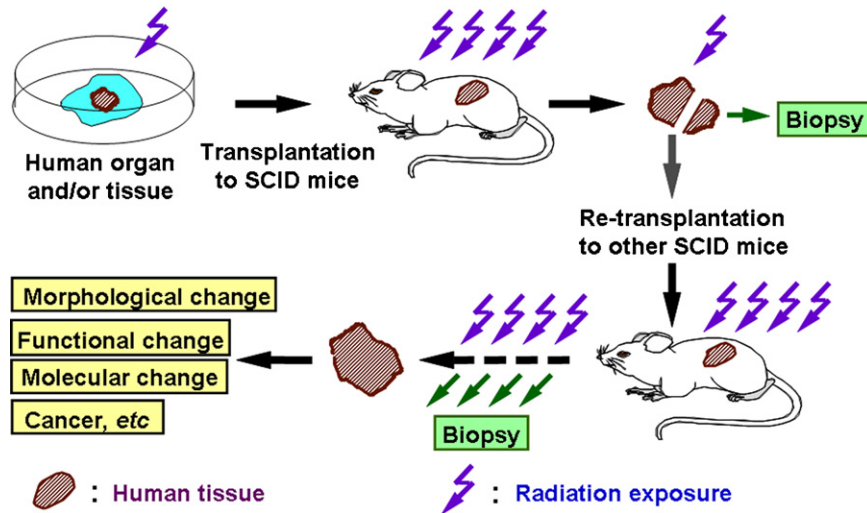 Human organ
and/or tissue
Transplantation
to SCID mice
Biopsy
Re-transplantation
to other SCID mice
Biopsy
Morphological change
Functional change
Molecular change
Cancer, etc
: Human tissue
: Radiation exposure